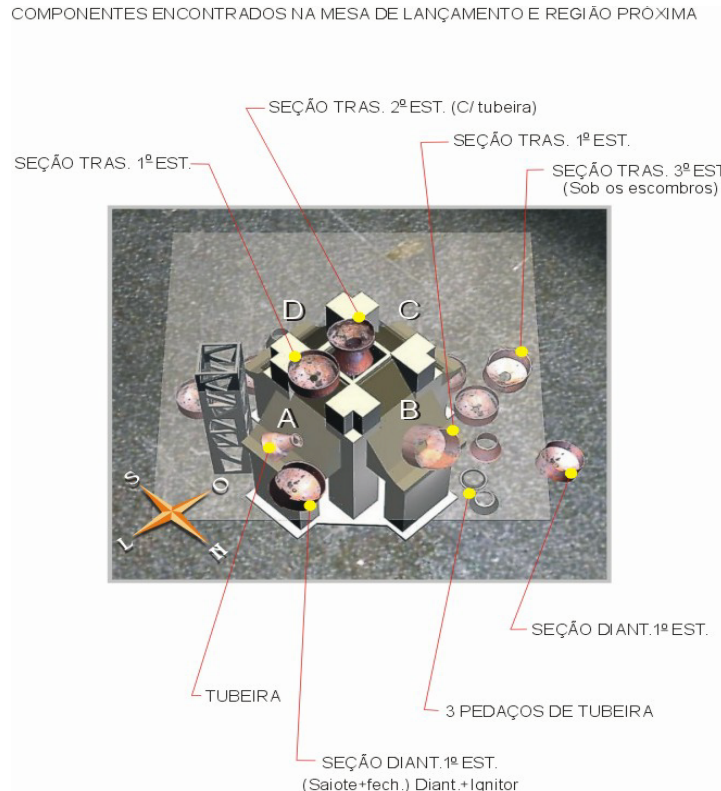 COMPONENTES ENCONTRADOS NA MESA DE LANÇAMENTO E REGIÃO PRÓXIMA
SEÇÃO TRAS. 2º EST. (C/ tubeira)
SEÇÃO TRAS. 1º EST.
SEÇÃO TRAS. 1º EST.
SEÇÃO TRAS. 3º EST
(Sob os escombros)
D
C
A
B
S
O
L
N
SEÇÃO DIANT.1º EST.
TUBEIRA
3 PEDAÇOS DE TUBEIRA
SEÇÃO DIANT.1º EST.
(Saiote+fech.) Diant.+Ignitor